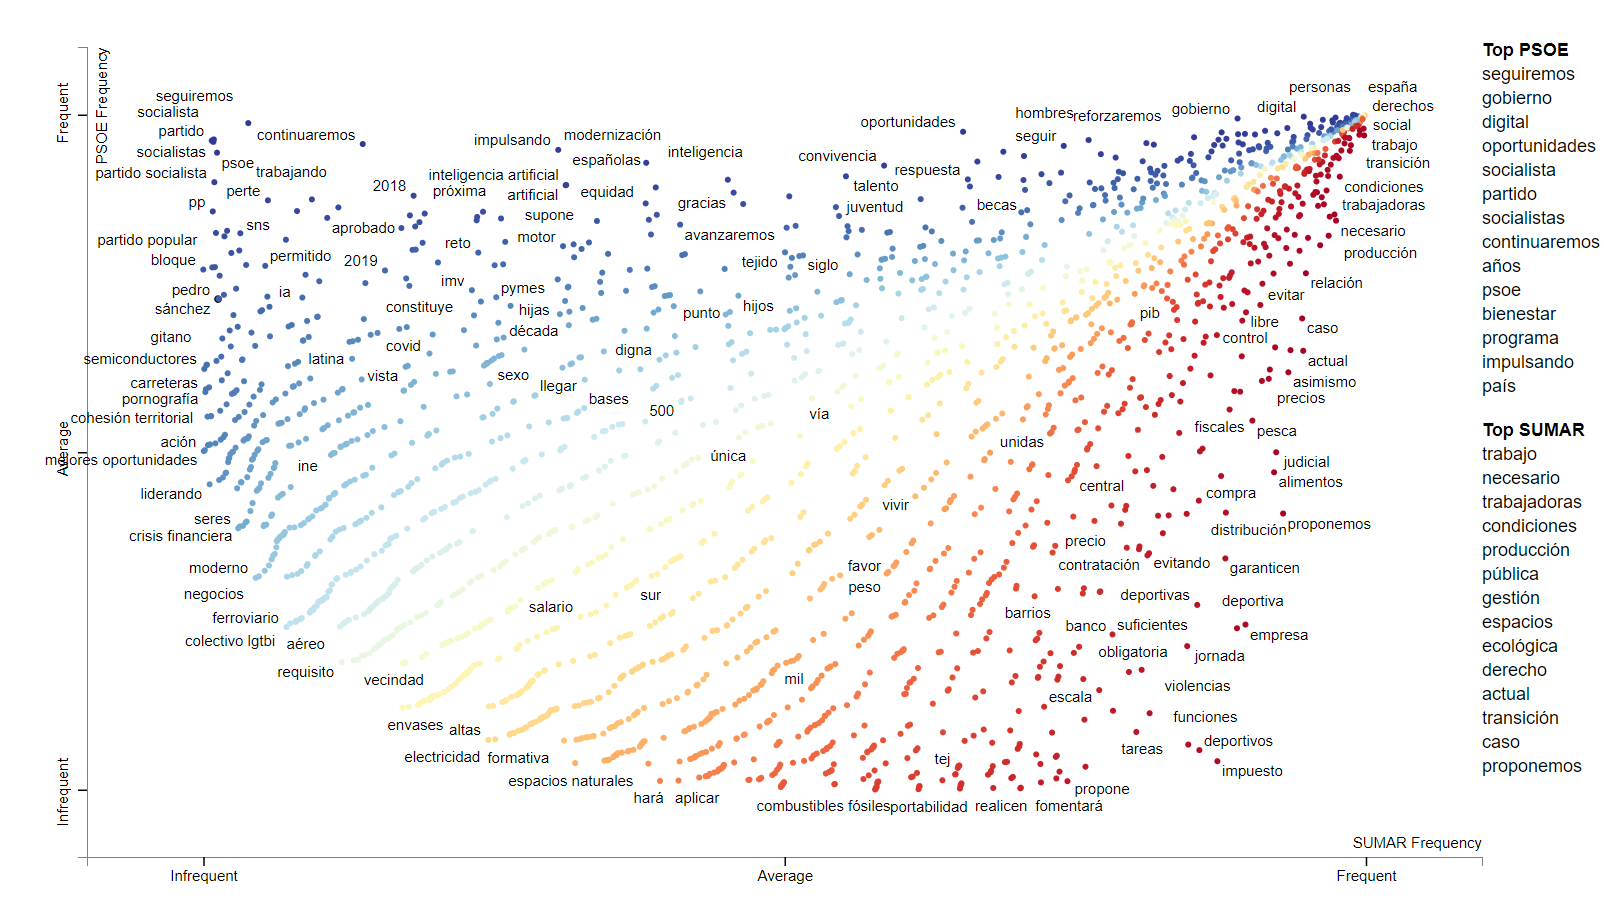 PSOE Frequency
Frequent
Average
Infrequent
seguiremos
socialista
partido
continuaremos
socialistas
psoe
trabajando
partido socialista
perte
2018
pp
sns
aprobado
partido popular
bloque
permitido
2019
pedro
ia
sánchez
constituye
gitano
covid
semiconductores
latina
carreteras
vista
pornografía
cohesión territorial
ación
mejores oportunidades
ine
liderando
seres
crisis financiera
moderno
negocios
ferroviario
colectivo lgtbi
aéreo
requisito
vecindad
envases
altas
electricidad
formativa
espacios naturales
hará
aplicar
impulsando
modernización
españolas
inteligencia
inteligencia artificial
próxima
artificial
equidad
supone
gracias
reto
motor
avanzaremos
imv
pymes
tejido
siglo
hijas
punto
hijos
década
digna
sexo
llegar
bases
500
vía
única
salario
sur
mil
oportunidades
convivencia
respuesta
talento
juventud
becas
hombres
reforzaremos
seguir
gobierno
digital
personas
españa
derechos
social
trabajo
transición
condiciones
trabajadoras
necesario
producción
relación
evitar
pib
libre
caso
control
actual
asimismo
precios
fiscales
pesca
unidas
judicial
central
alimentos
compra
vivir
distribución
proponemos
precio
contratación
evitando
garanticen
favor
peso
barrios
deportivas
deportiva
banco
suficientes
empresa
obligatoria
jornada
escala
violencias
funciones
tareas
deportivos
tej
impuesto
propone
combustibles fósiles
portabilidad
realicen
fomentará
SUMAR Frequency
Infrequent
Average
Frequent
Top PSOE
seguiremos
gobierno
digital
oportunidades
socialista
partido
socialistas
continuaremos
años
psoe
bienestar
programa
impulsando
país
Top SUMAR
trabajo
necesario
trabajadoras
condiciones
producción
pública
gestión
espacios
ecológica
derecho
actual
transición
caso
proponemos